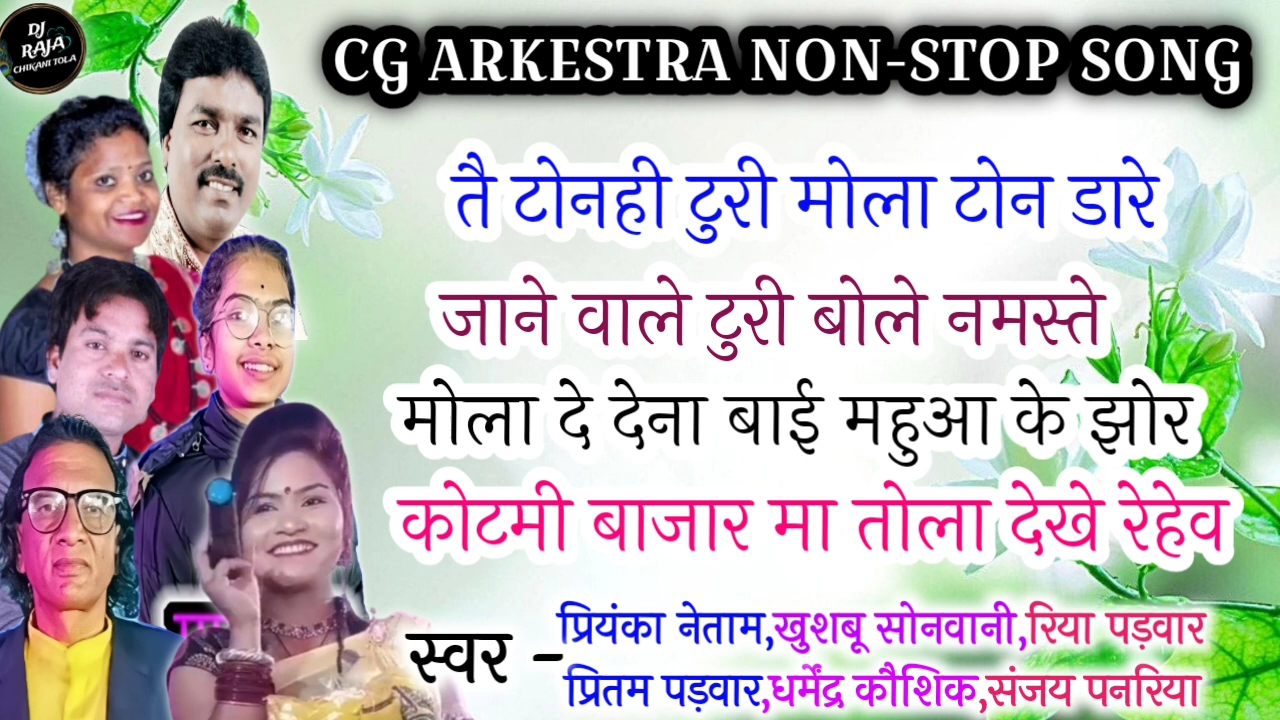 DJ
RAJA
CHIKANI TOLA
CG ARKESTRA NON-STOP SONG
तै टोनही टुरी मोला टोन डारे
जाने वाले टुरी बोले नमस्ते
मोला दे देना बाई महुआ के झोर
कोटमी बाजार मा तोला देखे रेहेव
स्वर - प्रियंका नेताम,खुशबू सोनवानी,रिया पड़वार
प्रितम पड़वार,धर्मेंद्र कौशिक,संजय पनरिया